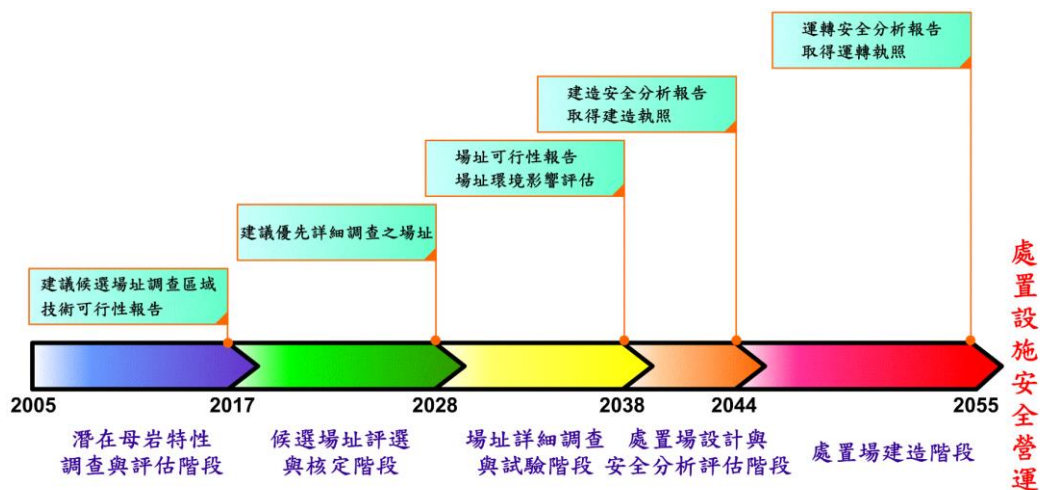 運轉安全分析報告
取得運轉執照
建造安全分析報告
取得建造執照
場址可行性報告
場址環境影響評估
建議優先詳細調查之場址
建議候選場址調查區域
技術可行性報告
2005
2017
2028
2038
2044
2055
潛在母岩特性
調查與評估階段
候選場址評選
與核定階段
場址詳細調查
與試驗階段
處置場設計與
安全分析評估階段
處置場建造階段
處置設施安全營運